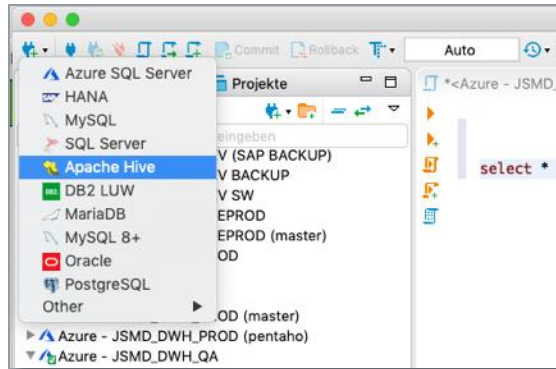 Commit Rollback Auto
Azure SQL Server
HANA
MySQL
SQL Server
Apache Hive
DB2 LUW
MariaDB
MySQL 8+
Oracle
PostgreSQL
Other
Projekte
eingeben
V (SAP BACKUP)
V BACKUP
V SW
EPROD
EPROD (master)
OD
OD (master)
Azure - JSMD_DWH_PROD (pentaho)
Azure - JSMD_DWH_QA
*<Azure - JSMD_
select *